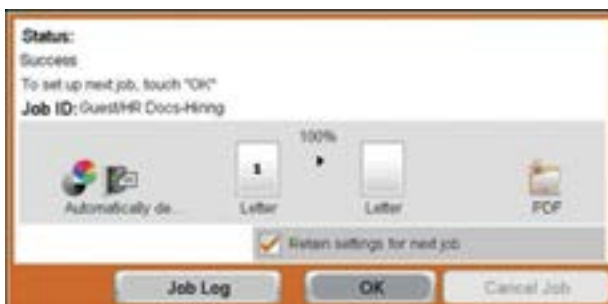 Status:
Success
To set up next job, touch "OK"
Job ID: Guest/HR Docs-Hiring
100%
1
Automatically de...
Letter
Letter
PDF
Retain settings for next job
Job Log
OK
Cancel Job